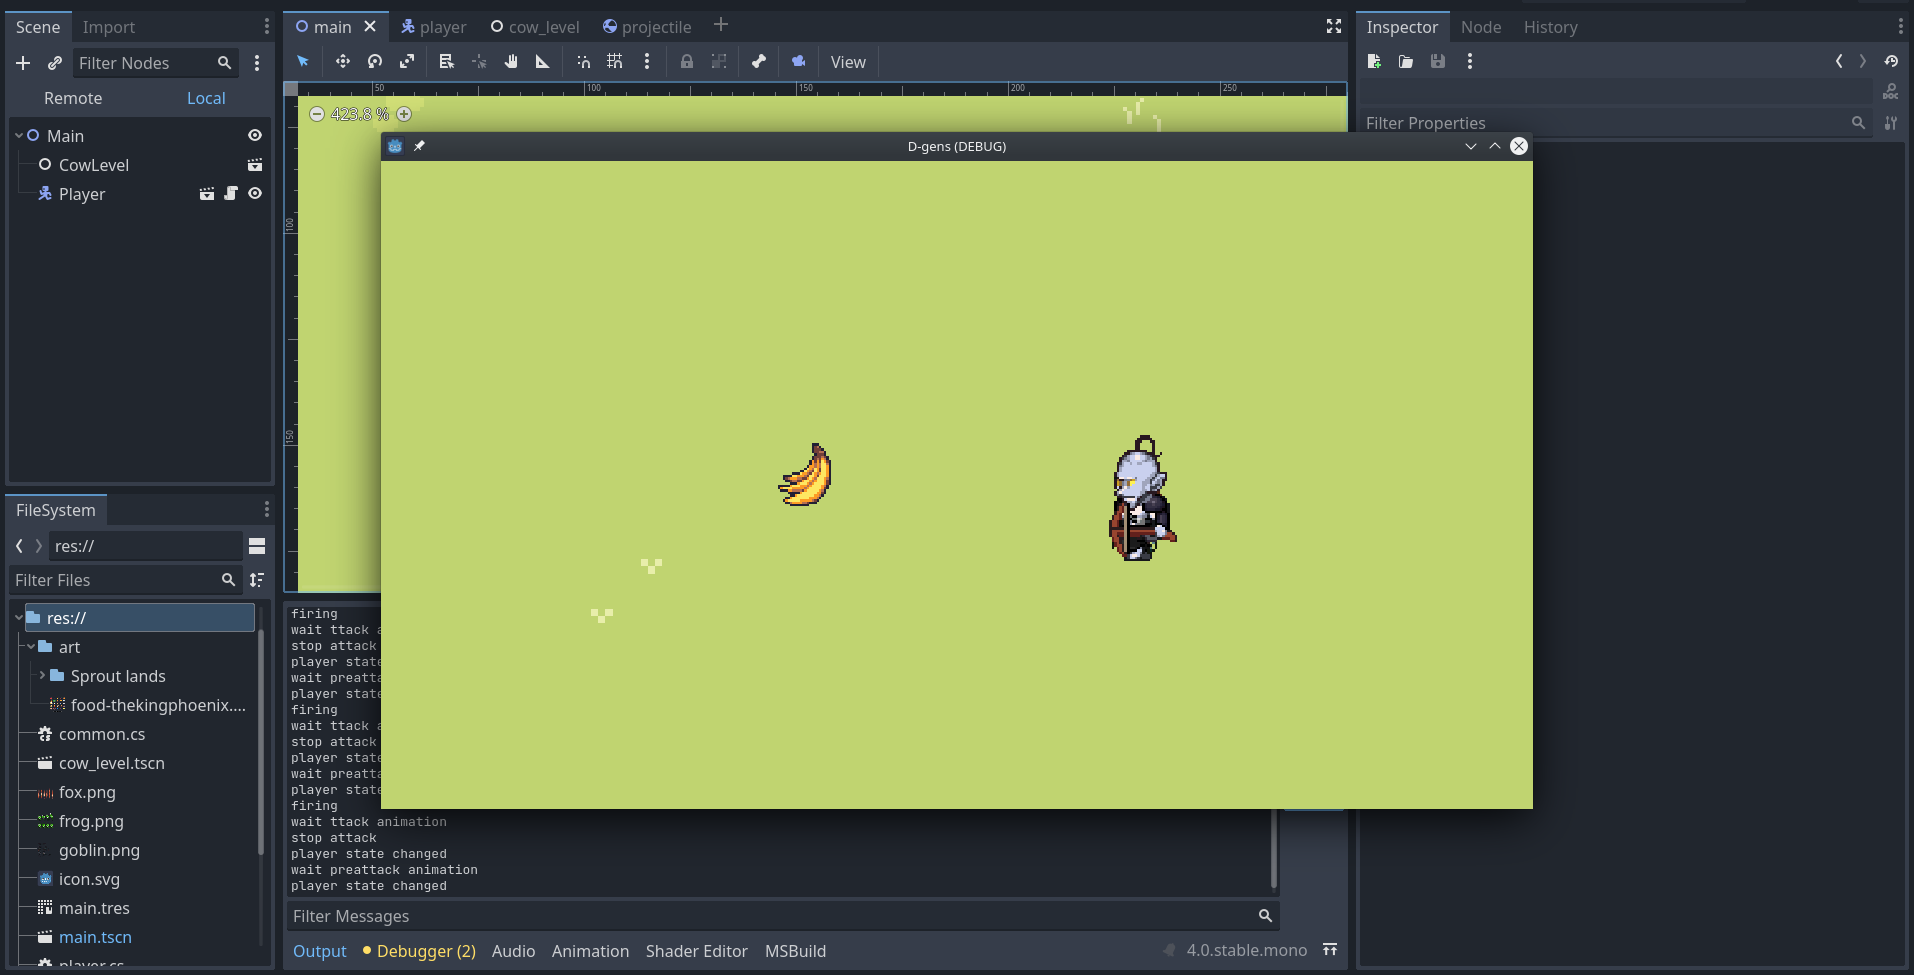 Scene Import
Filter Nodes
Remote Local
Main
CowLevel
Player
FileSystem
res://
Filter Files
res://
art
Sprout lands
food-thekingphoenix....
common.cs
cow_level.tscn
fox.png
frog.png
goblin.png
icon.svg
main.tres
main.tscn
player.cs
main player cow_level projectile
View
50 100 150 200 250
423.8 %
100
150
D-gens (DEBUG)
firing
wait ttack a
stop attack
player state
wait preatta
player state
firing
wait ttack a
stop attack
player state
wait preatta
player state
firing
wait ttack animation
stop attack
player state changed
wait preattack animation
player state changed
Filter Messages
Output Debugger (2) Audio Animation Shader Editor MSBuild 4.0.stable.mono
Inspector Node History
DOC
Filter Properties